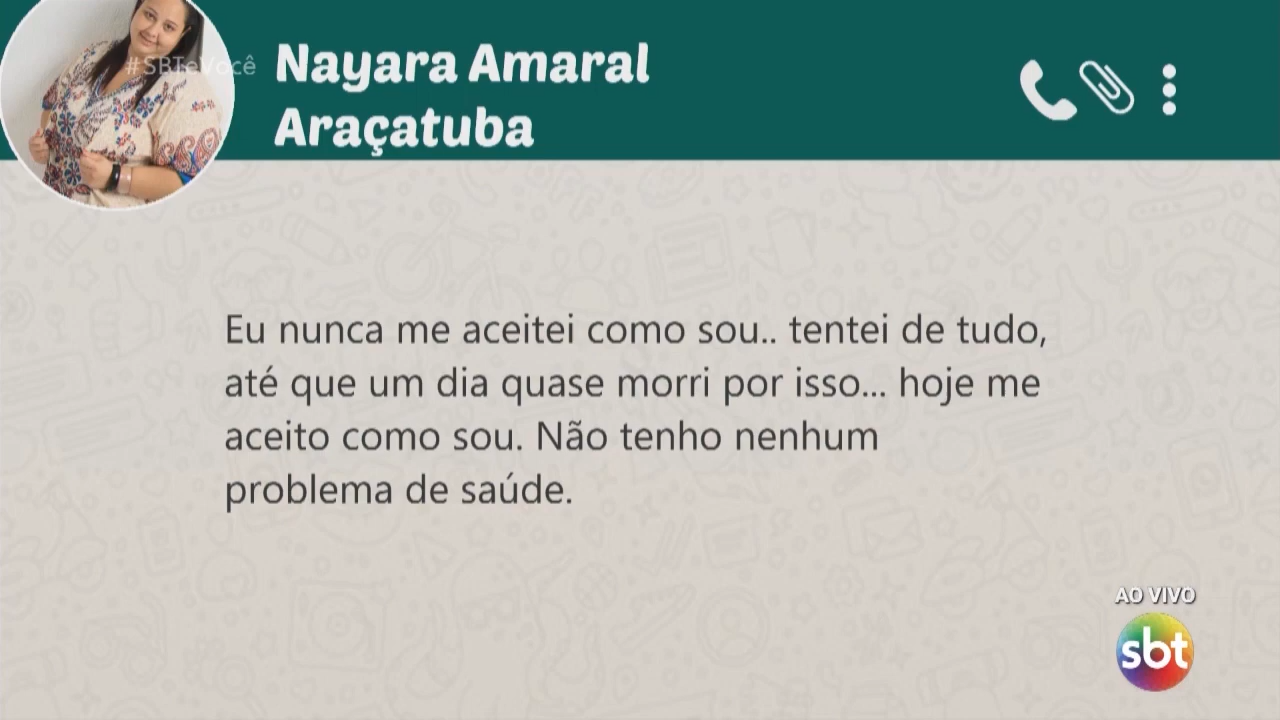 #SBTeVocê
Nayara Amaral
Araçatuba
Eu nunca me aceitei como sou.. tentei de tudo,
até que um dia quase morri por isso... hoje me
aceito como sou. Não tenho nenhum
problema de saúde.
AO VIVO
sbt